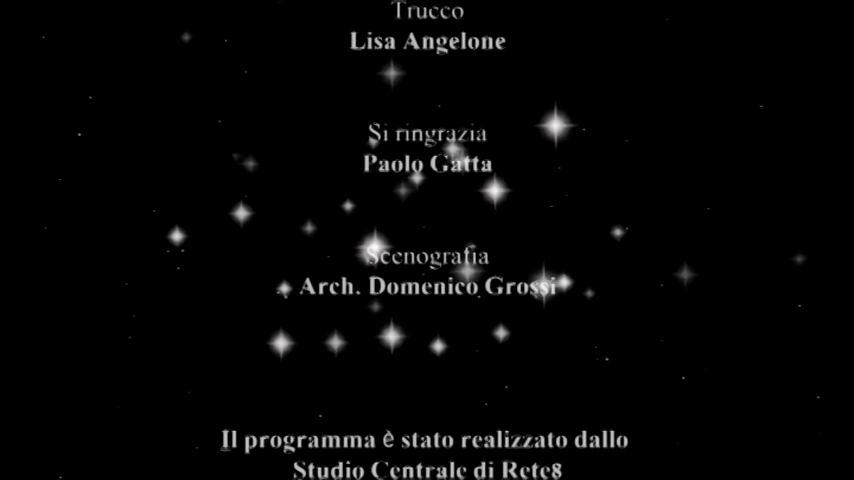 Trucco
Lisa Angelone
Si ringrazia
Paolo Gatta
Scenografia
Arch. Domenico Grossi
Il programma è stato realizzato dallo
Studio Centrale di Rete8